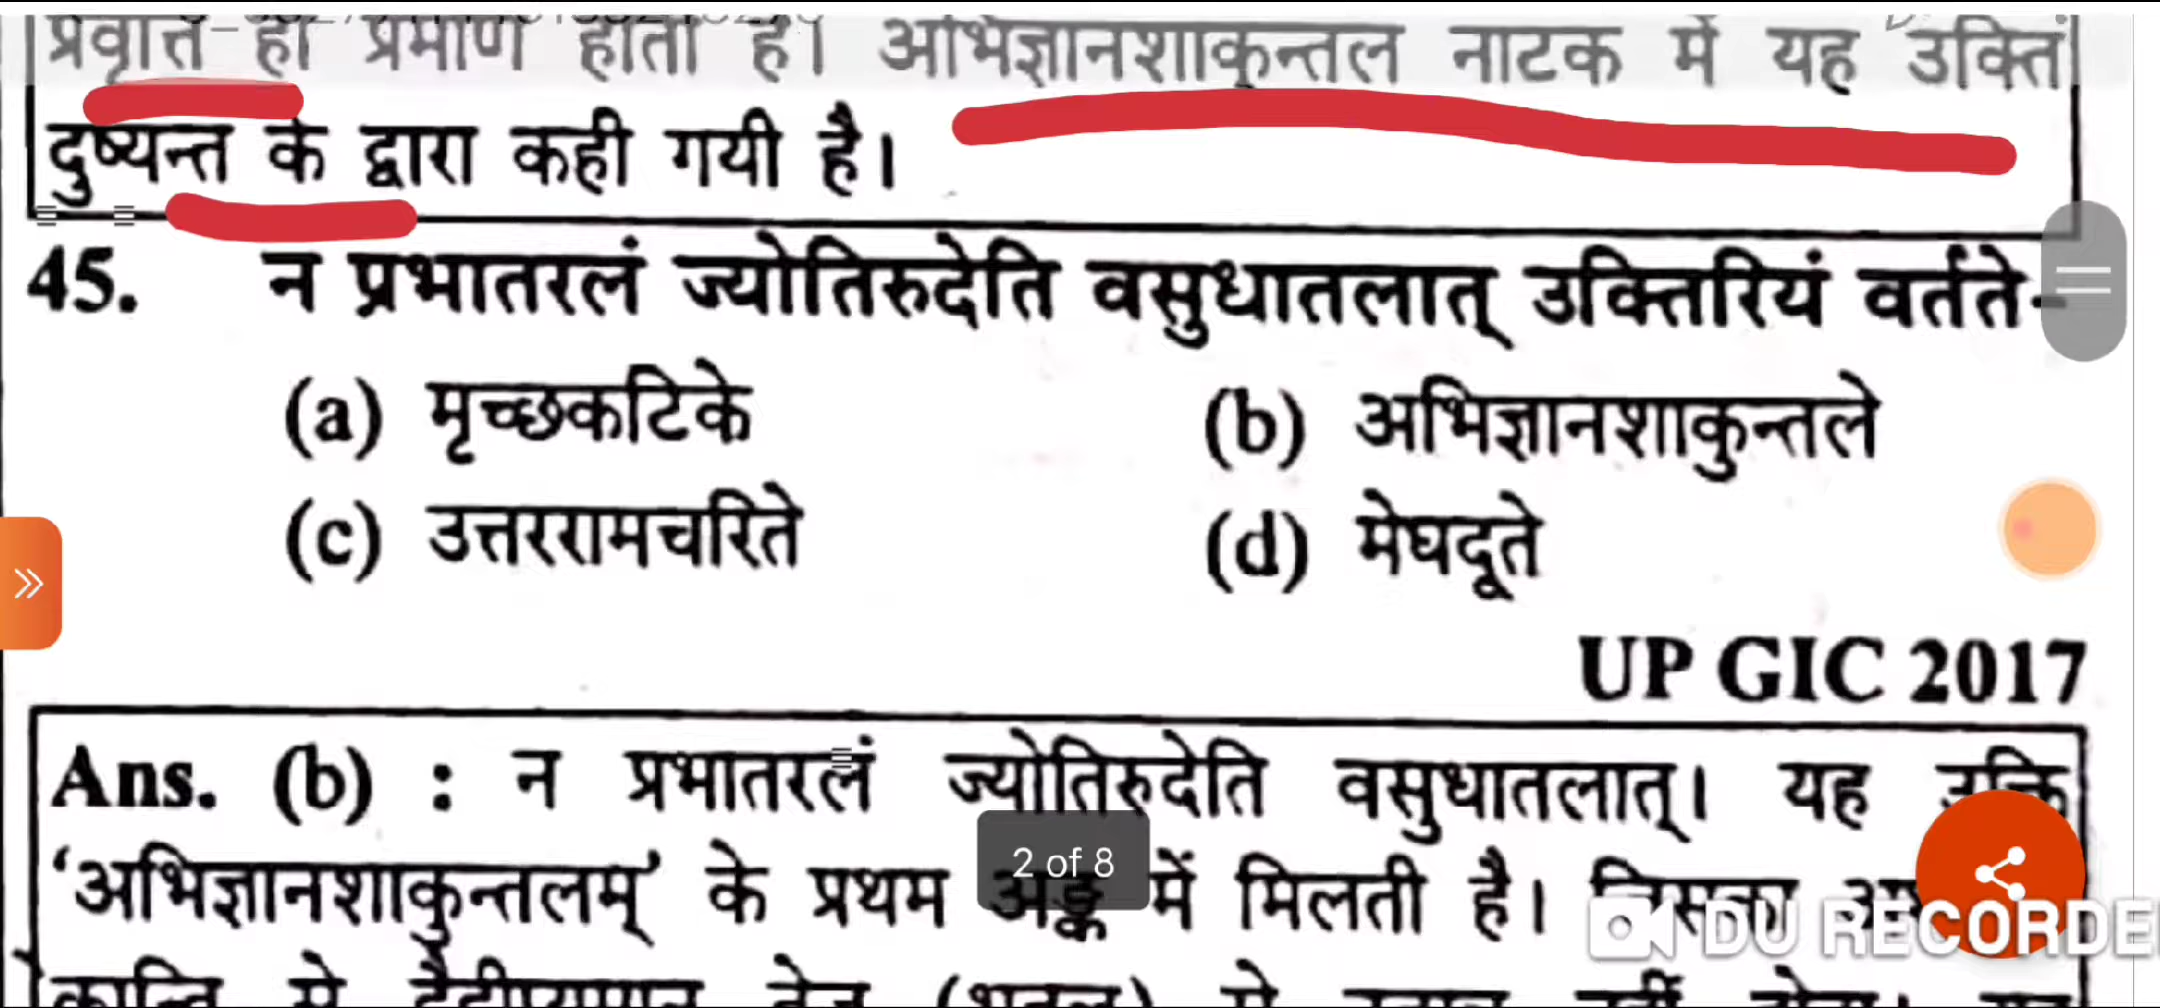 प्रवृत्ति ही प्रमाण होती है। अभिज्ञानशाकुन्तल नाटक में यह उक्ति
दुष्यन्त के द्वारा कही गयी है।
45. न प्रभातरलं ज्योतिरुदेति वसुधातलात् उक्तिरियं वर्तते-
(a) मृच्छकटिके (b) अभिज्ञानशाकुन्तले
(c) उत्तररामचरिते (d) मेघदूते
UP GIC 2017
Ans. (b) : न प्रभातरलं ज्योतिरुदेति वसुधातलात्। यह उक्ति
‘अभिज्ञानशाकुन्तलम्’ के प्रथम अङ्क में मिलती है। जिसका
2 of 8
DU RECORDE